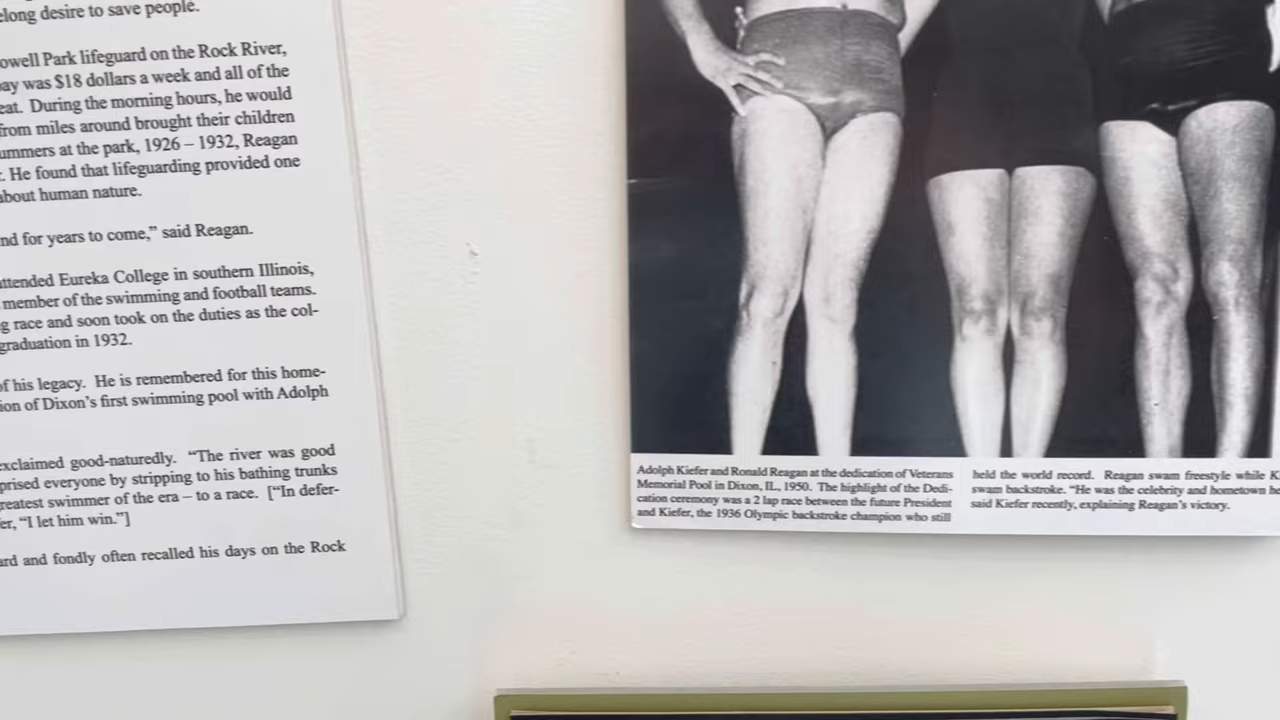 elong desire to save people.
owell Park lifeguard on the Rock River,
ay was $18 dollars a week and all of the
eat. During the morning hours, he would
from miles around brought their children
ummers at the park, 1926 – 1932, Reagan
. He found that lifeguarding provided one
about human nature.
nd for years to come,” said Reagan.
attended Eureka College in southern Illinois,
member of the swimming and football teams.
g race and soon took on the duties as the col-
graduation in 1932.
of his legacy. He is remembered for this home-
ion of Dixon’s first swimming pool with Adolph
exclaimed good-naturedly. “The river was good
prised everyone by stripping to his bathing trunks
reatest swimmer of the era – to a race. [“In defer-
er, “I let him win.”]
ard and fondly often recalled his days on the Rock
Adolph Kiefer and Ronald Reagan at the dedication of Veterans
Memorial Pool in Dixon, IL, 1950. The highlight of the Dedi-
cation ceremony was a 2 lap race between the future President
and Kiefer, the 1936 Olympic backstroke champion who still
held the world record. Reagan swam freestyle while K
swam backstroke. “He was the celebrity and hometown he
said Kiefer recently, explaining Reagan’s victory.